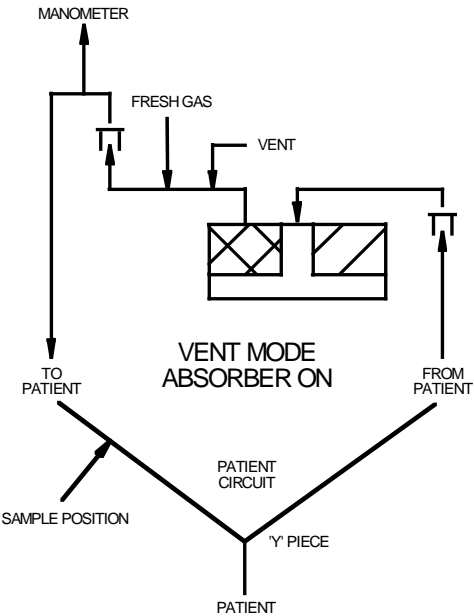 MANOMETER
FRESH GAS
VENT
VENT MODE
ABSORBER ON
TO
PATIENT
FROM
PATIENT
PATIENT
CIRCUIT
SAMPLE POSITION
'Y' PIECE
PATIENT